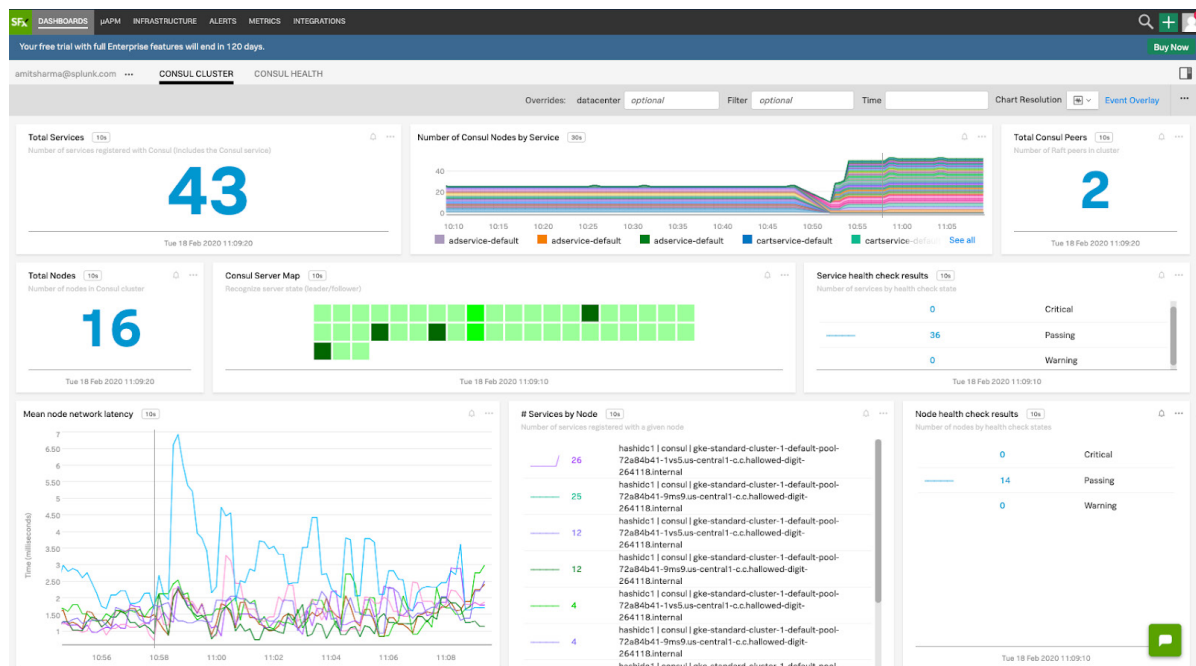 SFx DASHBOARDS µAPM INFRASTRUCTURE ALERTS METRICS INTEGRATIONS
Your free trial with full Enterprise features will end in 120 days. Buy Now
amitsharma@splunk.com ••• CONSUL CLUSTER CONSUL HEALTH
Overrides: datacenter optional Filter optional Time Chart Resolution Event Overlay •••
Total Services 10s
Number of services registered with Consul (includes the Consul service)
43
Tue 18 Feb 2020 11:09:20
Number of Consul Nodes by Service 30s
40
20
0
10:10 10:15 10:20 10:25 10:30 10:35 10:40 10:45 10:50 10:55 11:00 11:05
adservice-default adservice-default adservice-default cartservice-default cartservice-default See all
Total Consul Peers 10s
Number of Raft peers in cluster
2
Tue 18 Feb 2020 11:09:20
Total Nodes 10s
Number of nodes in Consul cluster
16
Tue 18 Feb 2020 11:09:20
Consul Server Map 10s
Recognize server state (leader/follower)
Tue 18 Feb 2020 11:09:10
Service health check results 10s
Number of services by health check state
0 Critical
36 Passing
0 Warning
Tue 18 Feb 2020 11:09:10
Mean node network latency 10s
Time (milliseconds)
7
6.50
6
5.50
5
4.50
4
3.50
3
2.50
2
1.50
1
10:56 10:58 11:00 11:02 11:04 11:06 11:08
# Services by Node 10s
Number of services registered with a given node
hashidc1 | consul | gke-standard-cluster-1-default-pool-
26 72a84b41-1vs5.us-central1-c.c.hallowed-digit-
264118.internal
hashidc1 | consul | gke-standard-cluster-1-default-pool-
25 72a84b41-9ms9.us-central1-c.c.hallowed-digit-
264118.internal
hashidc1 | consul | gke-standard-cluster-1-default-pool-
12 72a84b41-1vs5.us-central1-c.c.hallowed-digit-
264118.internal
hashidc1 | consul | gke-standard-cluster-1-default-pool-
12 72a84b41-9ms9.us-central1-c.c.hallowed-digit-
264118.internal
hashidc1 | consul | gke-standard-cluster-1-default-pool-
4 72a84b41-1vs5.us-central1-c.c.hallowed-digit-
264118.internal
hashidc1 | consul | gke-standard-cluster-1-default-pool-
4 72a84b41-9ms9.us-central1-c.c.hallowed-digit-
264118.internal
Node health check results 10s
Number of nodes by health check states
0 Critical
14 Passing
0 Warning
Tue 18 Feb 2020 11:09:10